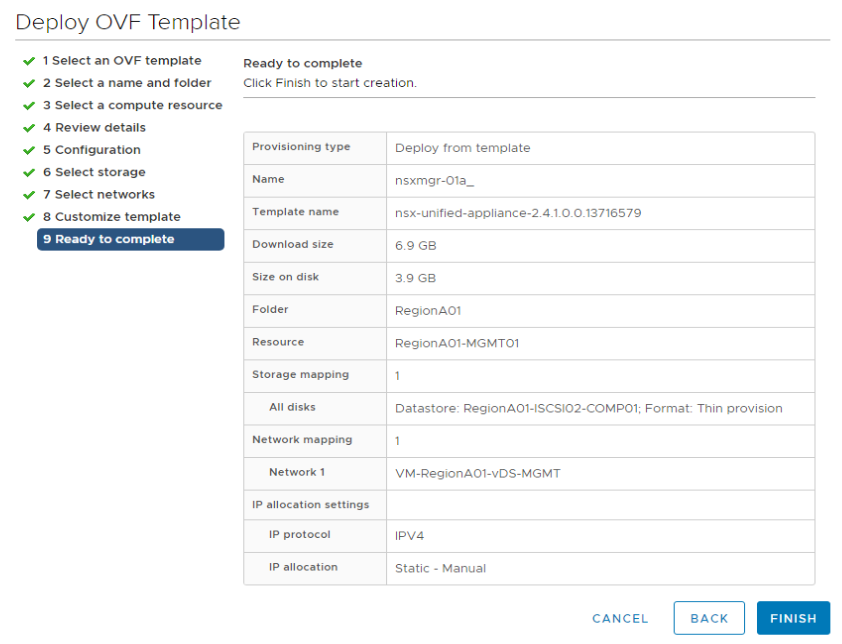 Deploy OVF Template
1 Select an OVF template
2 Select a name and folder
3 Select a compute resource
4 Review details
5 Configuration
6 Select storage
7 Select networks
8 Customize template
9 Ready to complete
Ready to complete
Click Finish to start creation.
Provisioning type Deploy from template
Name nsxmgr-01a_
Template name nsx-unified-appliance-2.4.1.0.0.13716579
Download size 6.9 GB
Size on disk 3.9 GB
Folder RegionA01
Resource RegionA01-MGMT01
Storage mapping 1
All disks Datastore: RegionA01-ISCSI02-COMP01; Format: Thin provision
Network mapping 1
Network 1 VM-RegionA01-vDS-MGMT
IP allocation settings
IP protocol IPV4
IP allocation Static - Manual
CANCEL BACK FINISH